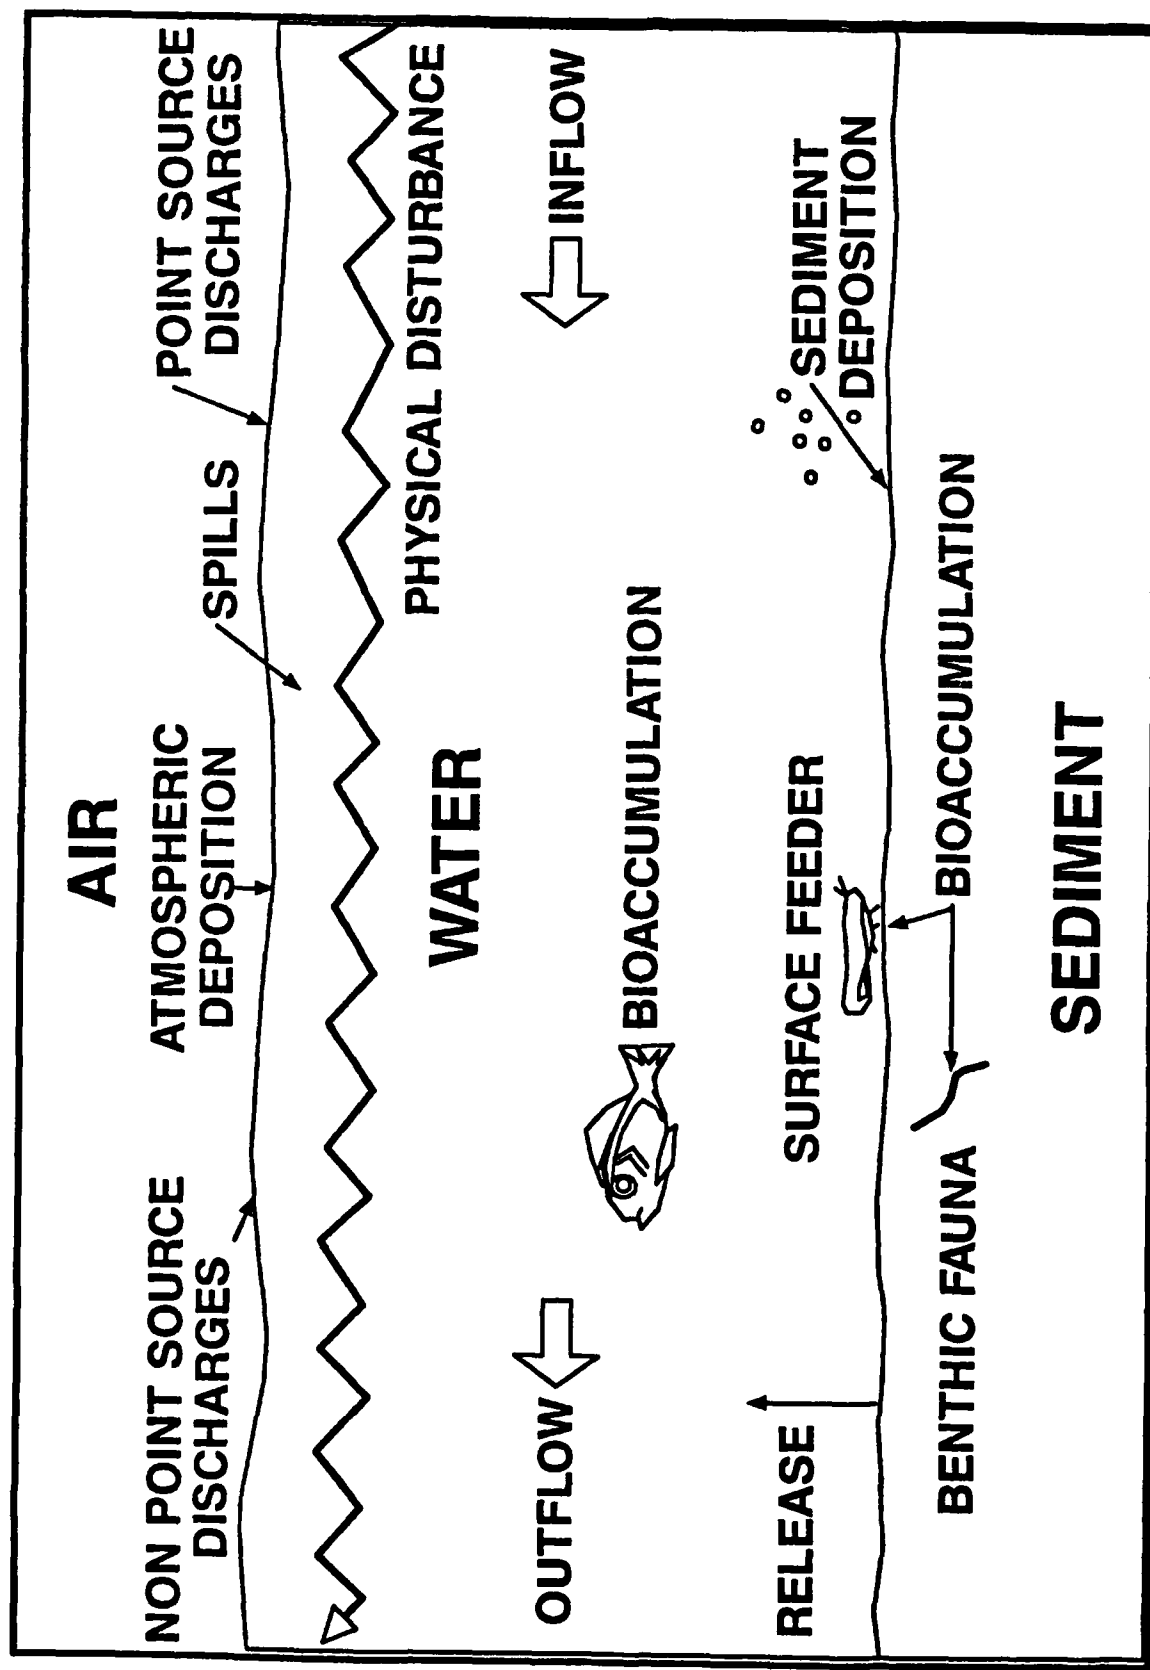 AIR
NON POINT SOURCE
DISCHARGES
ATMOSPHERIC
DEPOSITION
SPILLS
POINT SOURCE
DISCHARGES
PHYSICAL DISTURBANCE
WATER
OUTFLOW
INFLOW
BIOACCUMULATION
RELEASE
SURFACE FEEDER
SEDIMENT
DEPOSITION
BENTHIC FAUNA
BIOACCUMULATION
SEDIMENT